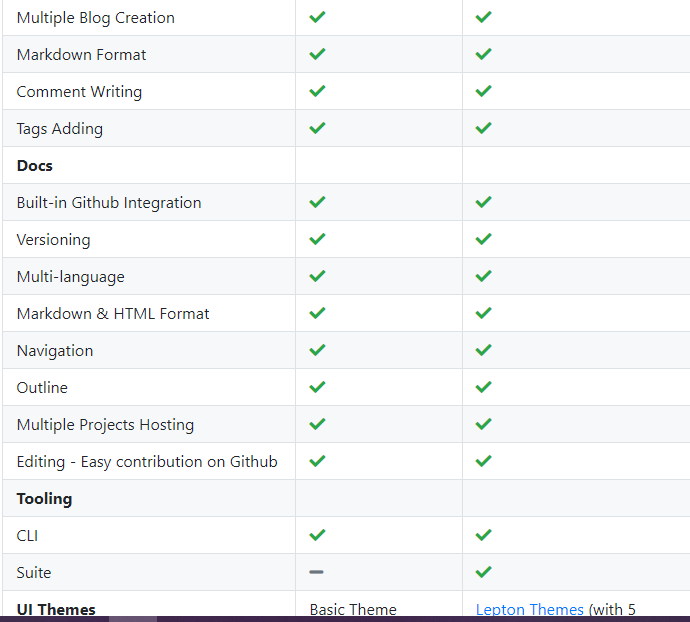 Multiple Blog Creation
Markdown Format
Comment Writing
Tags Adding
Docs
Built-in Github Integration
Versioning
Multi-language
Markdown & HTML Format
Navigation
Outline
Multiple Projects Hosting
Editing - Easy contribution on Github
Tooling
CLI
Suite
UI Themes Basic Theme Lepton Themes (with 5